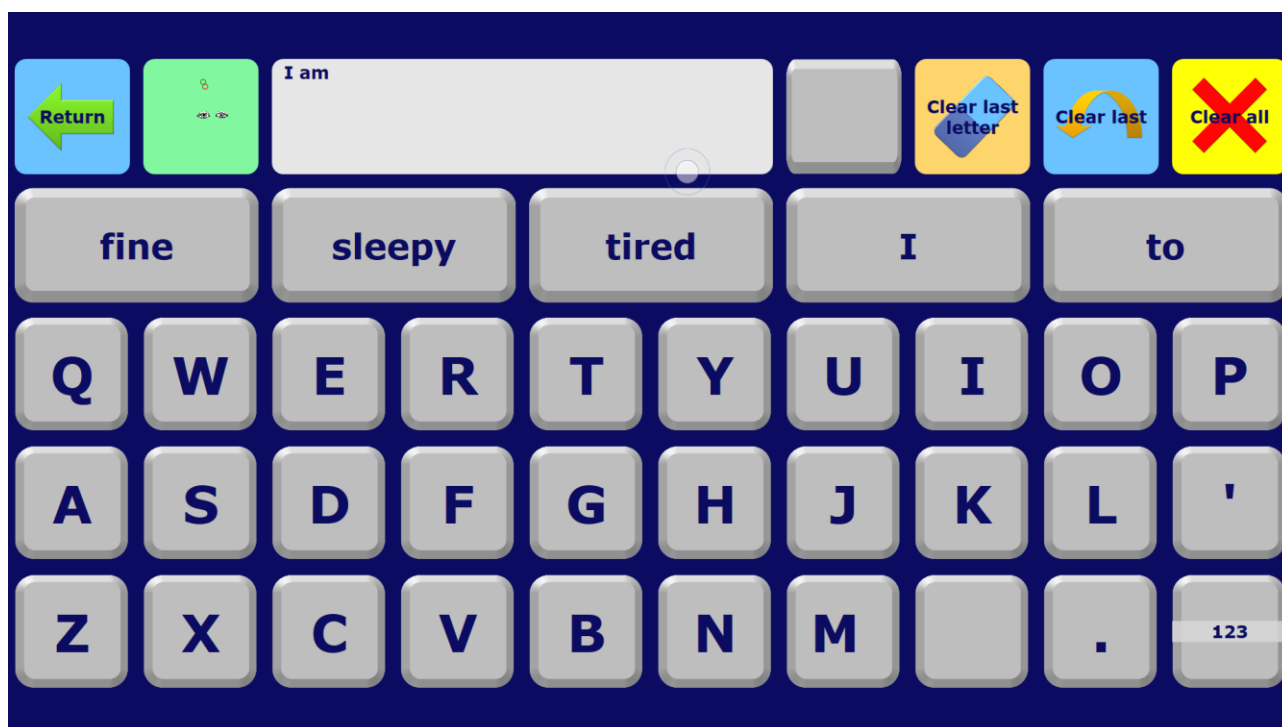 Return
I am
Clear last
letter
Clear last
Clear all
fine sleepy tired I to
Q W E R T Y U I O P
A S D F G H J K L '
Z X C V B N M .
123